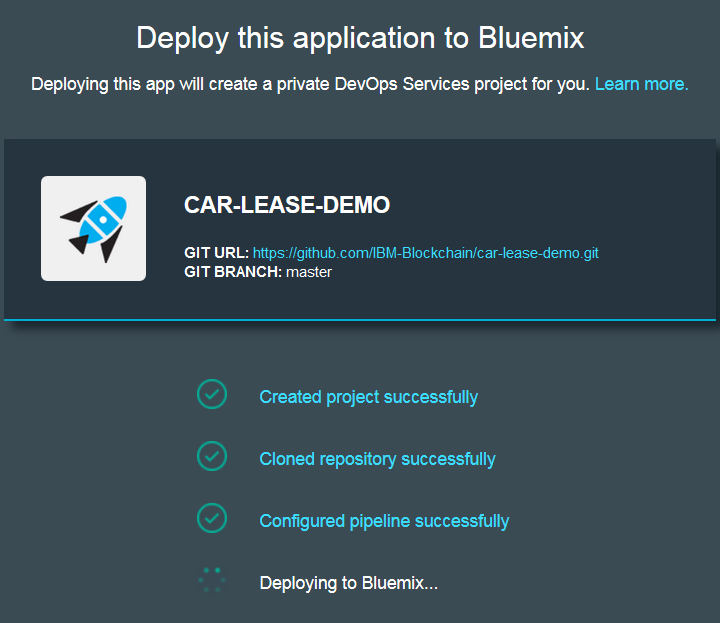 Deploy this application to Bluemix
Deploying this app will create a private DevOps Services project for you. Learn more.
CAR-LEASE-DEMO
GIT URL: https://github.com/IBM-Blockchain/car-lease-demo.git
GIT BRANCH: master
Created project successfully
Cloned repository successfully
Configured pipeline successfully
Deploying to Bluemix...